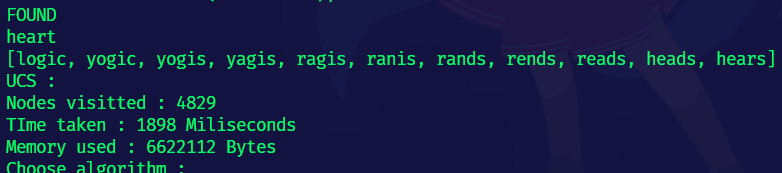 FOUND
heart
[logic, yogic, yogis, yagis, ragis, ranis, rands, rends, reads, heads, hears]
UCS :
Nodes visitted : 4829
TIme taken : 1898 Miliseconds
Memory used : 6622112 Bytes
Choose algorithm :